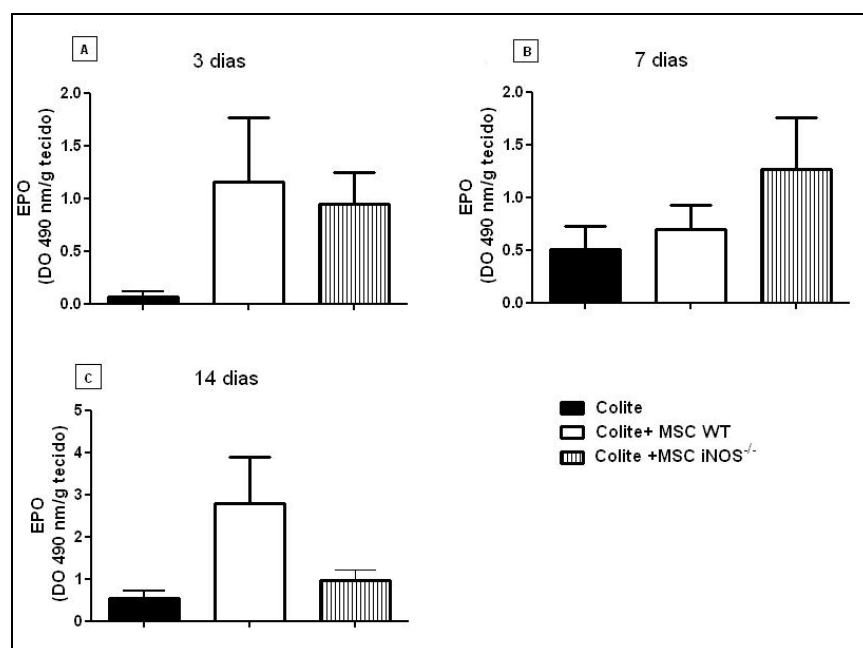 A
3 dias
EPO
(DO 490 nm/g tecido)
2.0
1.5
1.0
0.5
0.0
B
7 dias
EPO
(DO 490 nm/g tecido)
2.0
1.5
1.0
0.5
0.0
C
14 dias
EPO
(DO 490 nm/g tecido)
5
4
3
2
1
0
Colite
Colite+ MSC WT
Colite +MSC iNOS-/-